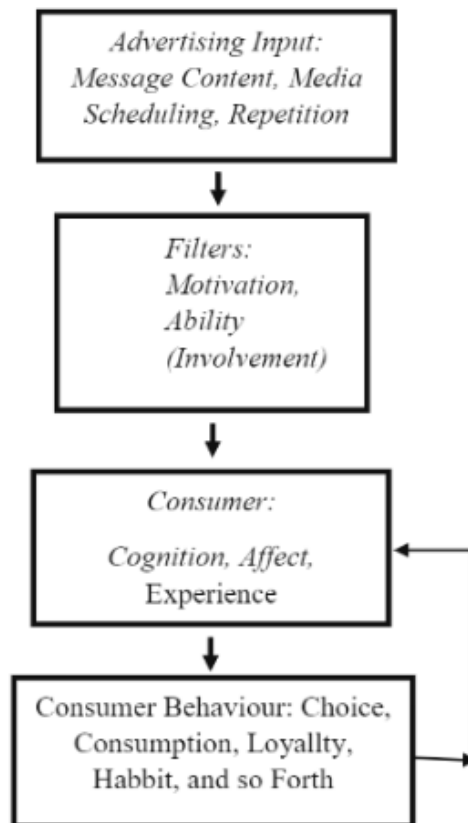 Advertising Input:
Message Content, Media
Scheduling, Repetition
Filters:
Motivation,
Ability
(Involvement)
Consumer:
Cognition, Affect,
Experience
Consumer Behaviour: Choice,
Consumption, Loyallty,
Habbit, and so Forth